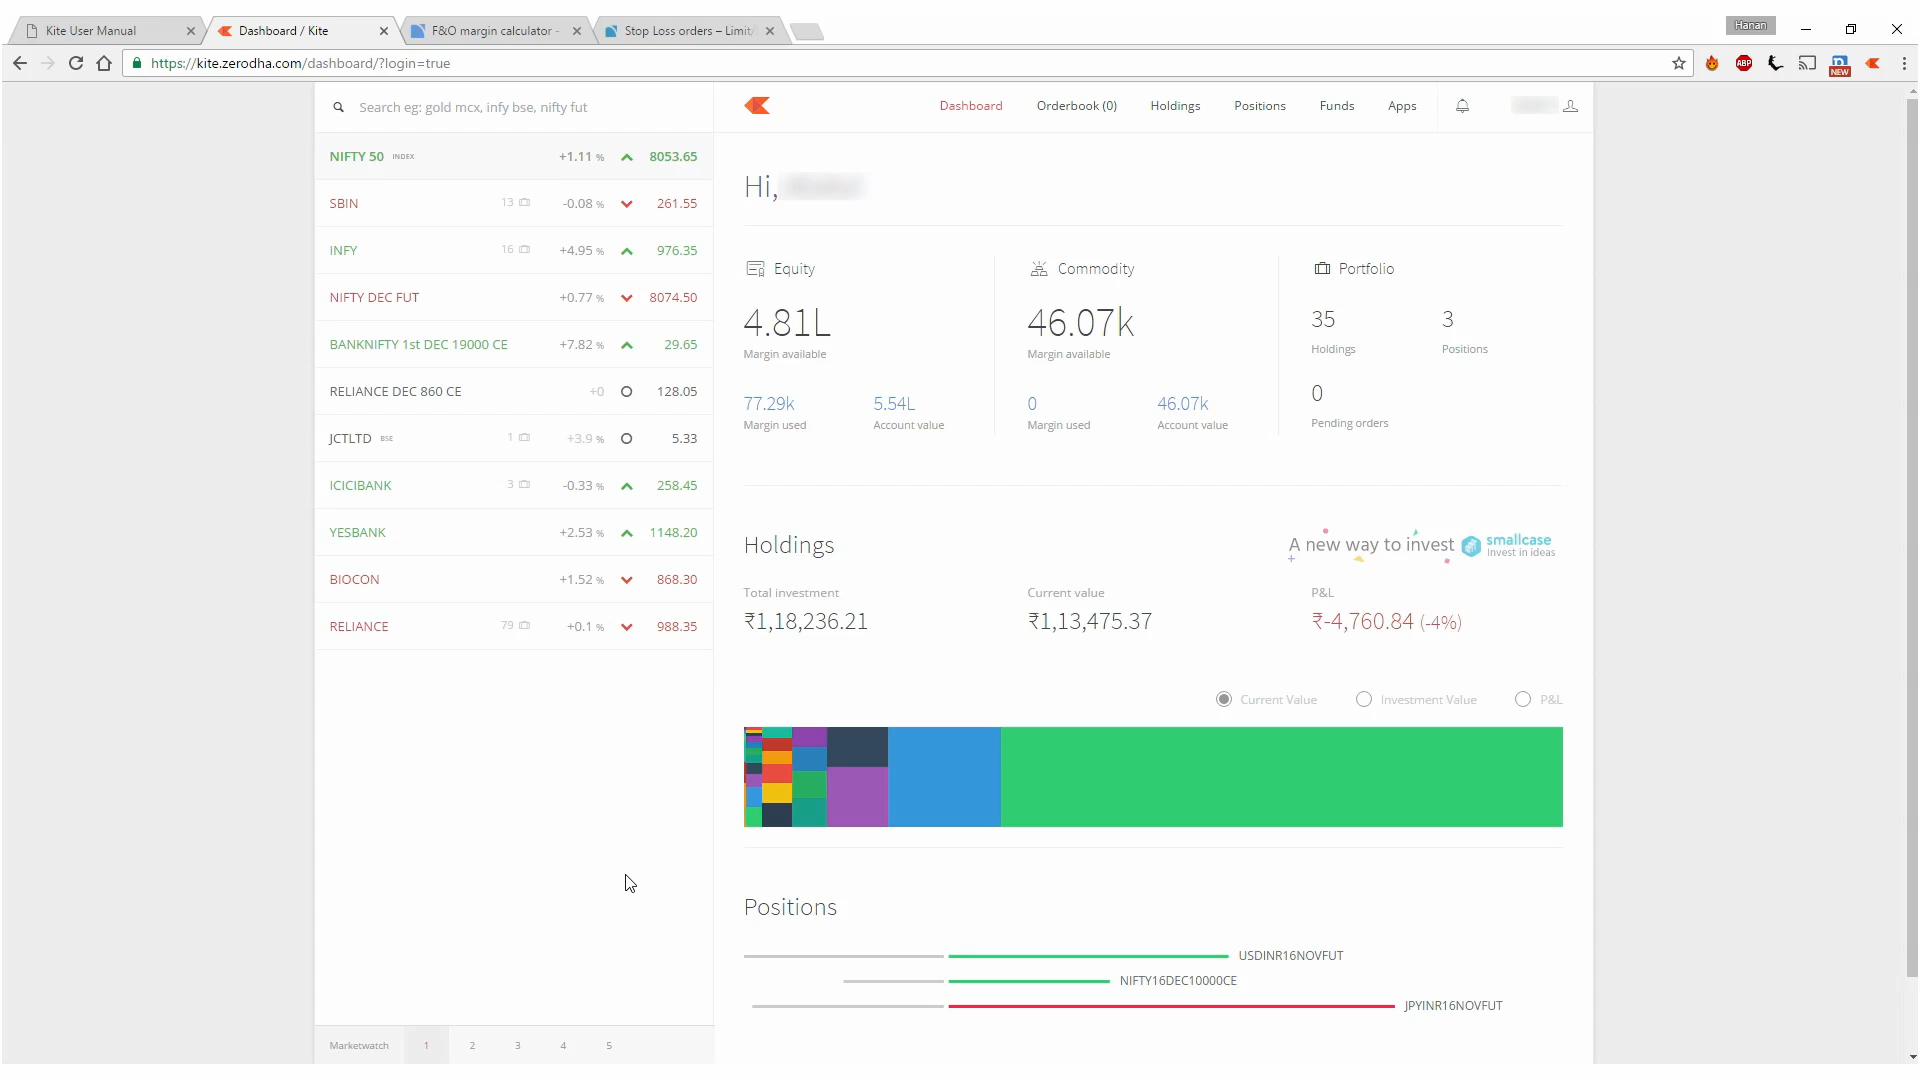 Kite User Manual
Dashboard / Kite
F&O margin calculator -
Stop Loss orders – Limit/
Hanan
https://kite.zerodha.com/dashboard/?login=true
ABP
NEW
Search eg: gold mcx, infy bse, nifty fut
Dashboard
Orderbook (0)
Holdings
Positions
Funds
Apps
NIFTY 50 INDEX +1.11 % 8053.65
SBIN 13 -0.08 % 261.55
INFY 16 +4.95 % 976.35
NIFTY DEC FUT +0.77 % 8074.50
BANKNIFTY 1st DEC 19000 CE +7.82 % 29.65
RELIANCE DEC 860 CE +0 128.05
JCTLTD BSE 1 +3.9 % 5.33
ICICIBANK 3 -0.33 % 258.45
YESBANK +2.53 % 1148.20
BIOCON +1.52 % 868.30
RELIANCE 79 +0.1 % 988.35
Marketwatch 1 2 3 4 5
Hi,
Equity
4.81L
Margin available
77.29k 5.54L
Margin used Account value
Commodity
46.07k
Margin available
0 46.07k
Margin used Account value
Portfolio
35 3
Holdings Positions
0
Pending orders
Holdings
A new way to invest
smallcase
Invest in ideas
Total investment Current value P&L
₹1,18,236.21 ₹1,13,475.37 ₹-4,760.84 (-4%)
Current Value Investment Value P&L
Positions
USDINR16NOVFUT
NIFTY16DEC10000CE
JPYINR16NOVFUT